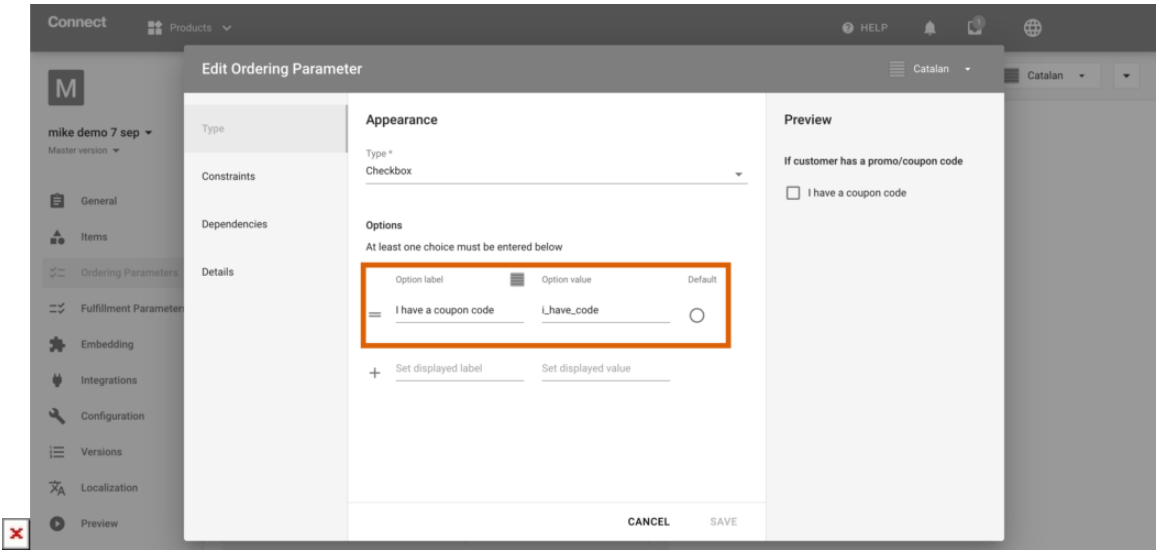 Connect
Products
HELP
1
Edit Ordering Parameter
Catalan
Catalan
M
mike demo 7 sep
Master version
General
Items
Ordering Parameters
Fulfillment Parameter
Embedding
Integrations
Configuration
Versions
Localization
Preview
Type
Constraints
Dependencies
Details
Appearance
Type *
Checkbox
Options
At least one choice must be entered below
Option label Option value Default
I have a coupon code i_have_code
Set displayed label Set displayed value
CANCEL SAVE
Preview
If customer has a promo/coupon code
I have a coupon code